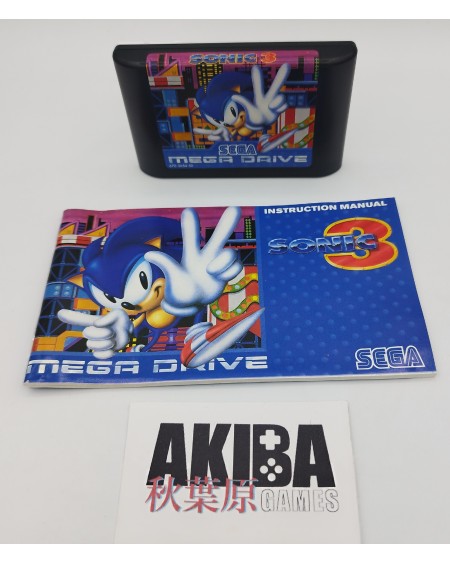 SONIC 3
SEGA
MEGA DRIVE
INSTRUCTION MANUAL
SONIC 3
MEGA DRIVE
SEGA
AKIBA
秋葉原 GAMES